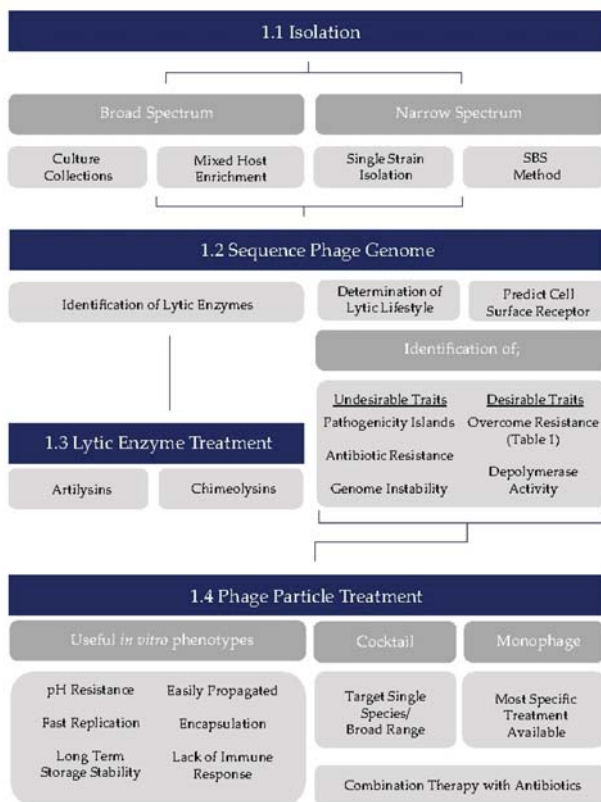 1.1 Isolation
Broad Spectrum
Narrow Spectrum
Culture
Collections
Mixed Host
Enrichment
Single Strain
Isolation
SBS
Method
1.2 Sequence Phage Genome
Identification of Lytic Enzymes
Determination of
Lytic Lifestyle
Predict Cell
Surface Receptor
Identification of;
Undesirable Traits
Pathogenicity Islands
Antibiotic Resistance
Genome Instability
Desirable Traits
Overcome Resistance
(Table 1)
Depolymerase
Activity
1.3 Lytic Enzyme Treatment
Artilysins
Chimeolysins
1.4 Phage Particle Treatment
Useful in vitro phenotypes
pH Resistance
Easily Propagated
Fast Replication
Encapsulation
Long Term
Storage Stability
Lack of Immune
Response
Cocktail
Target Single
Species/
Broad Range
Monophage
Most Specific
Treatment
Available
Combination Therapy with Antibiotics